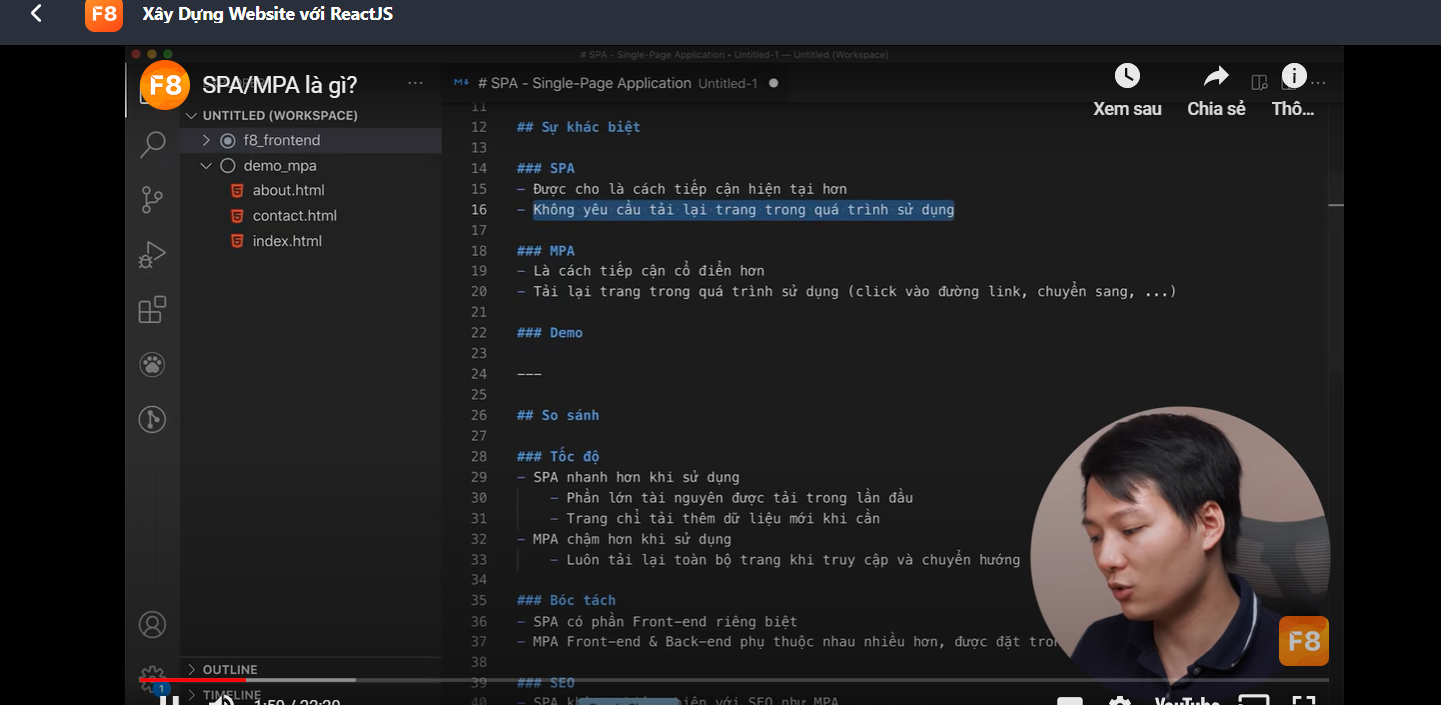 F8 Xây Dựng Website với ReactJS
# SPA - Single-Page Application • Untitled-1 — Untitled (Workspace)
F8 SPA/MPA là gì?
# SPA - Single-Page Application Untitled-1
Xem sau
Chia sẻ
Thô...
UNTITLED (WORKSPACE)
f8_frontend
demo_mpa
about.html
contact.html
index.html
OUTLINE
TIMELINE
1
11
12 ## Sự khác biệt
13
14 ### SPA
15 - Được cho là cách tiếp cận hiện tại hơn
16 - Không yêu cầu tải lại trang trong quá trình sử dụng
17
18 ### MPA
19 - Là cách tiếp cận cổ điển hơn
20 - Tải lại trang trong quá trình sử dụng (click vào đường link, chuyển sang, ...)
21
22 ### Demo
23
24 ---
25
26 ## So sánh
27
28 ### Tốc độ
29 - SPA nhanh hơn khi sử dụng
30 - Phần lớn tài nguyên được tải trong lần đầu
31 - Trang chỉ tải thêm dữ liệu mới khi cần
32 - MPA chậm hơn khi sử dụng
33 - Luôn tải lại toàn bộ trang khi truy cập và chuyển hướng
34
35 ### Bóc tách
36 - SPA có phần Front-end riêng biệt
37 - MPA Front-end & Back-end phụ thuộc nhau nhiều hơn, được đặt
38
39 ### SEO
40 - SPA với SEO như MPA
F8
1:59 / 22:29
YouTube